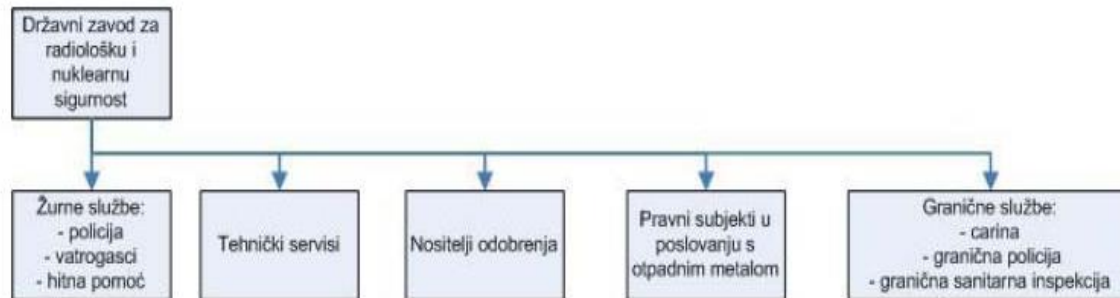 Državni zavod za
radiološku i
nuklearnu
sigurnost
Žurne službe:
- policija
- vatrogasci
- hitna pomoć
Tehnički servisi
Nositelji odobrenja
Pravni subjekti u
poslovanju s
otpadnim metalom
Granične službe:
- carina
- granična policija
- granična sanitarna inspekcija